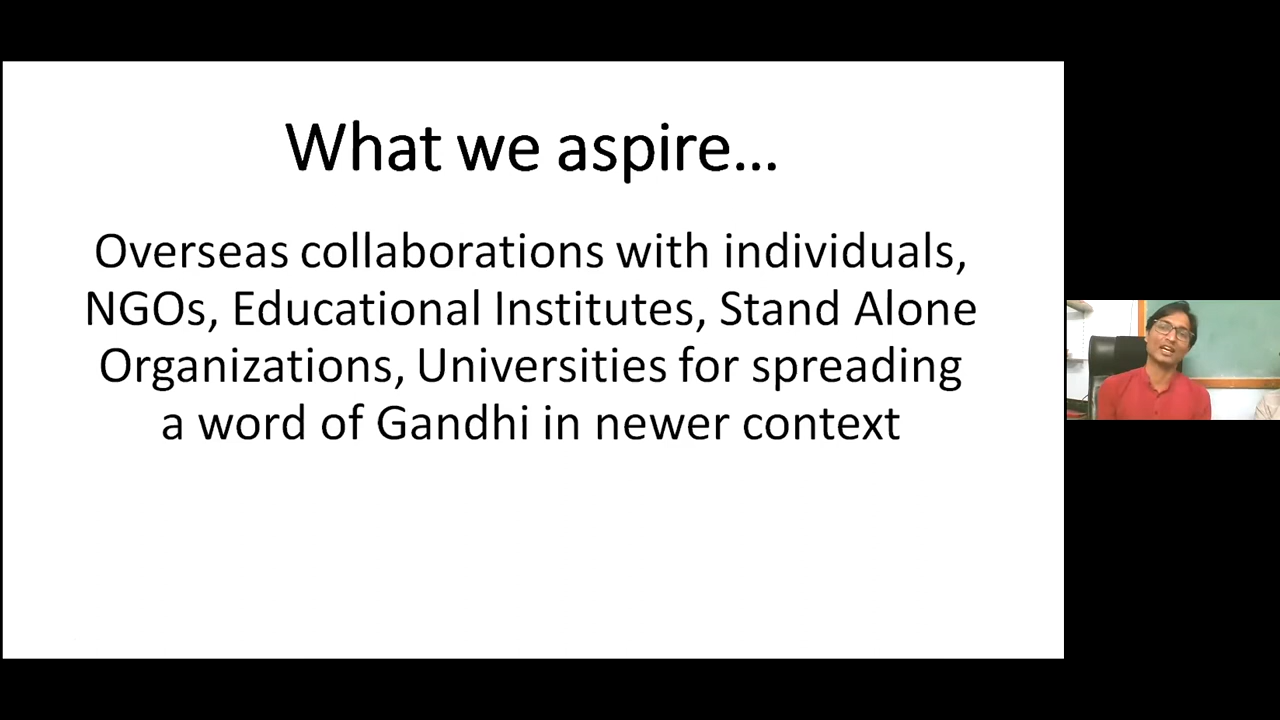 What we aspire...
Overseas collaborations with individuals,
NGOs, Educational Institutes, Stand Alone
Organizations, Universities for spreading
a word of Gandhi in newer context